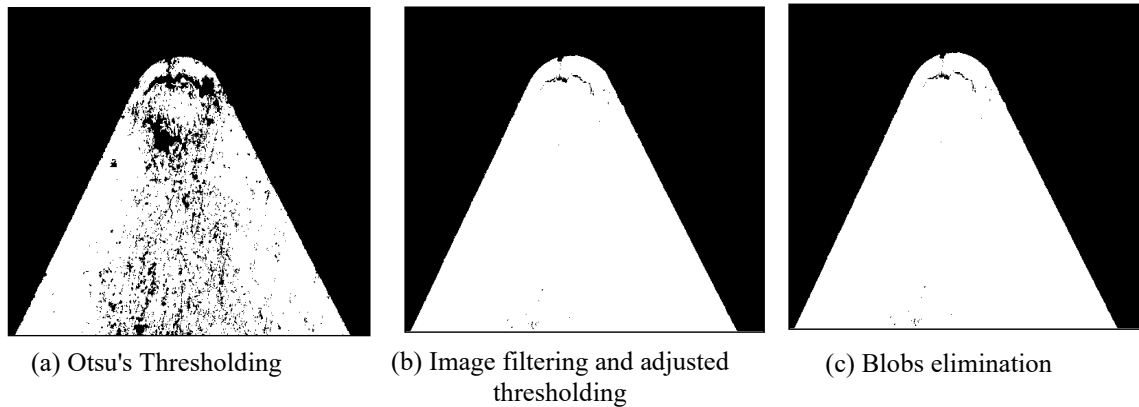 (a) Otsu's Thresholding
(b) Image filtering and adjusted
thresholding
(c) Blobs elimination